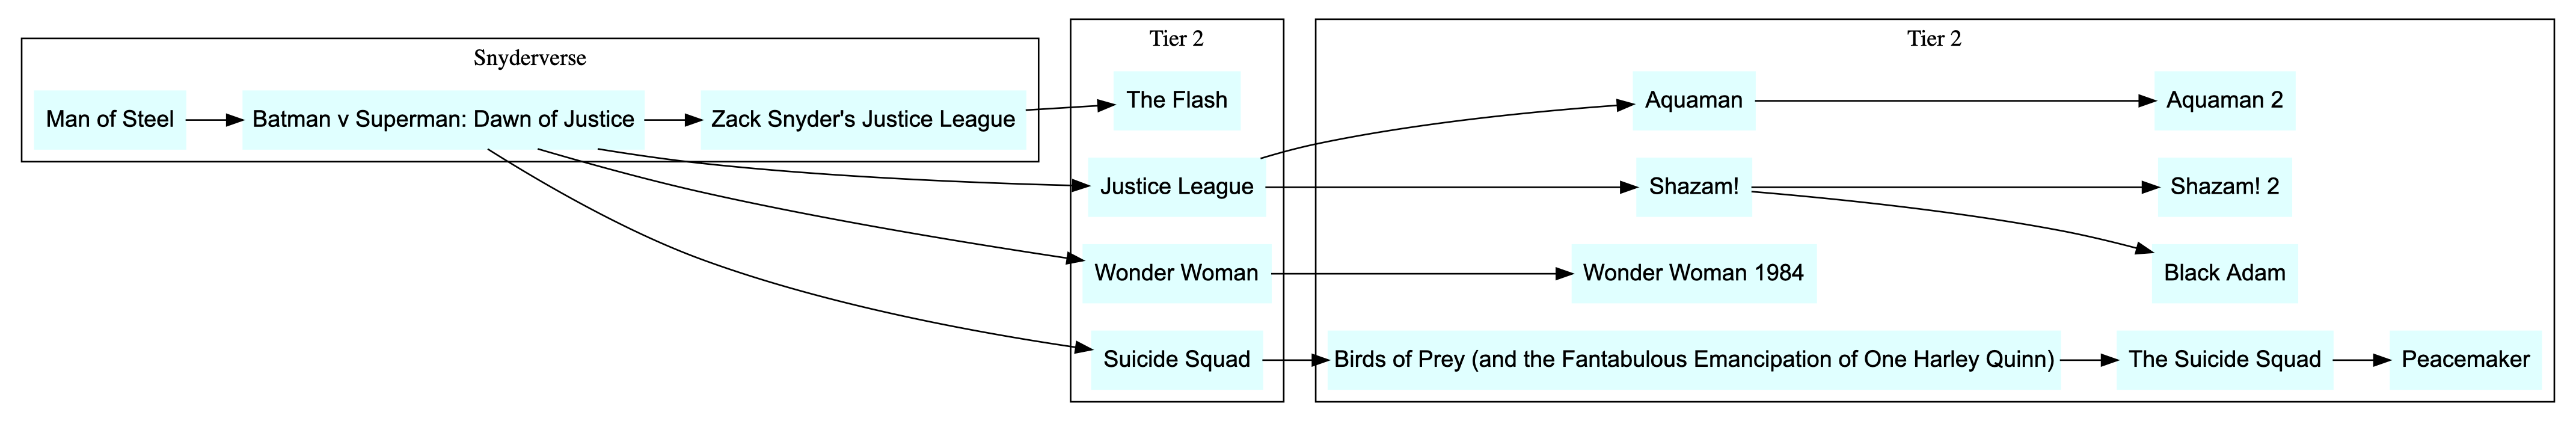 Snyderverse
Man of Steel
Batman v Superman: Dawn of Justice
Zack Snyder's Justice League
Tier 2
The Flash
Justice League
Wonder Woman
Suicide Squad
Tier 2
Aquaman
Aquaman 2
Shazam!
Shazam! 2
Black Adam
Wonder Woman 1984
Birds of Prey (and the Fantabulous Emancipation of One Harley Quinn)
The Suicide Squad
Peacemaker